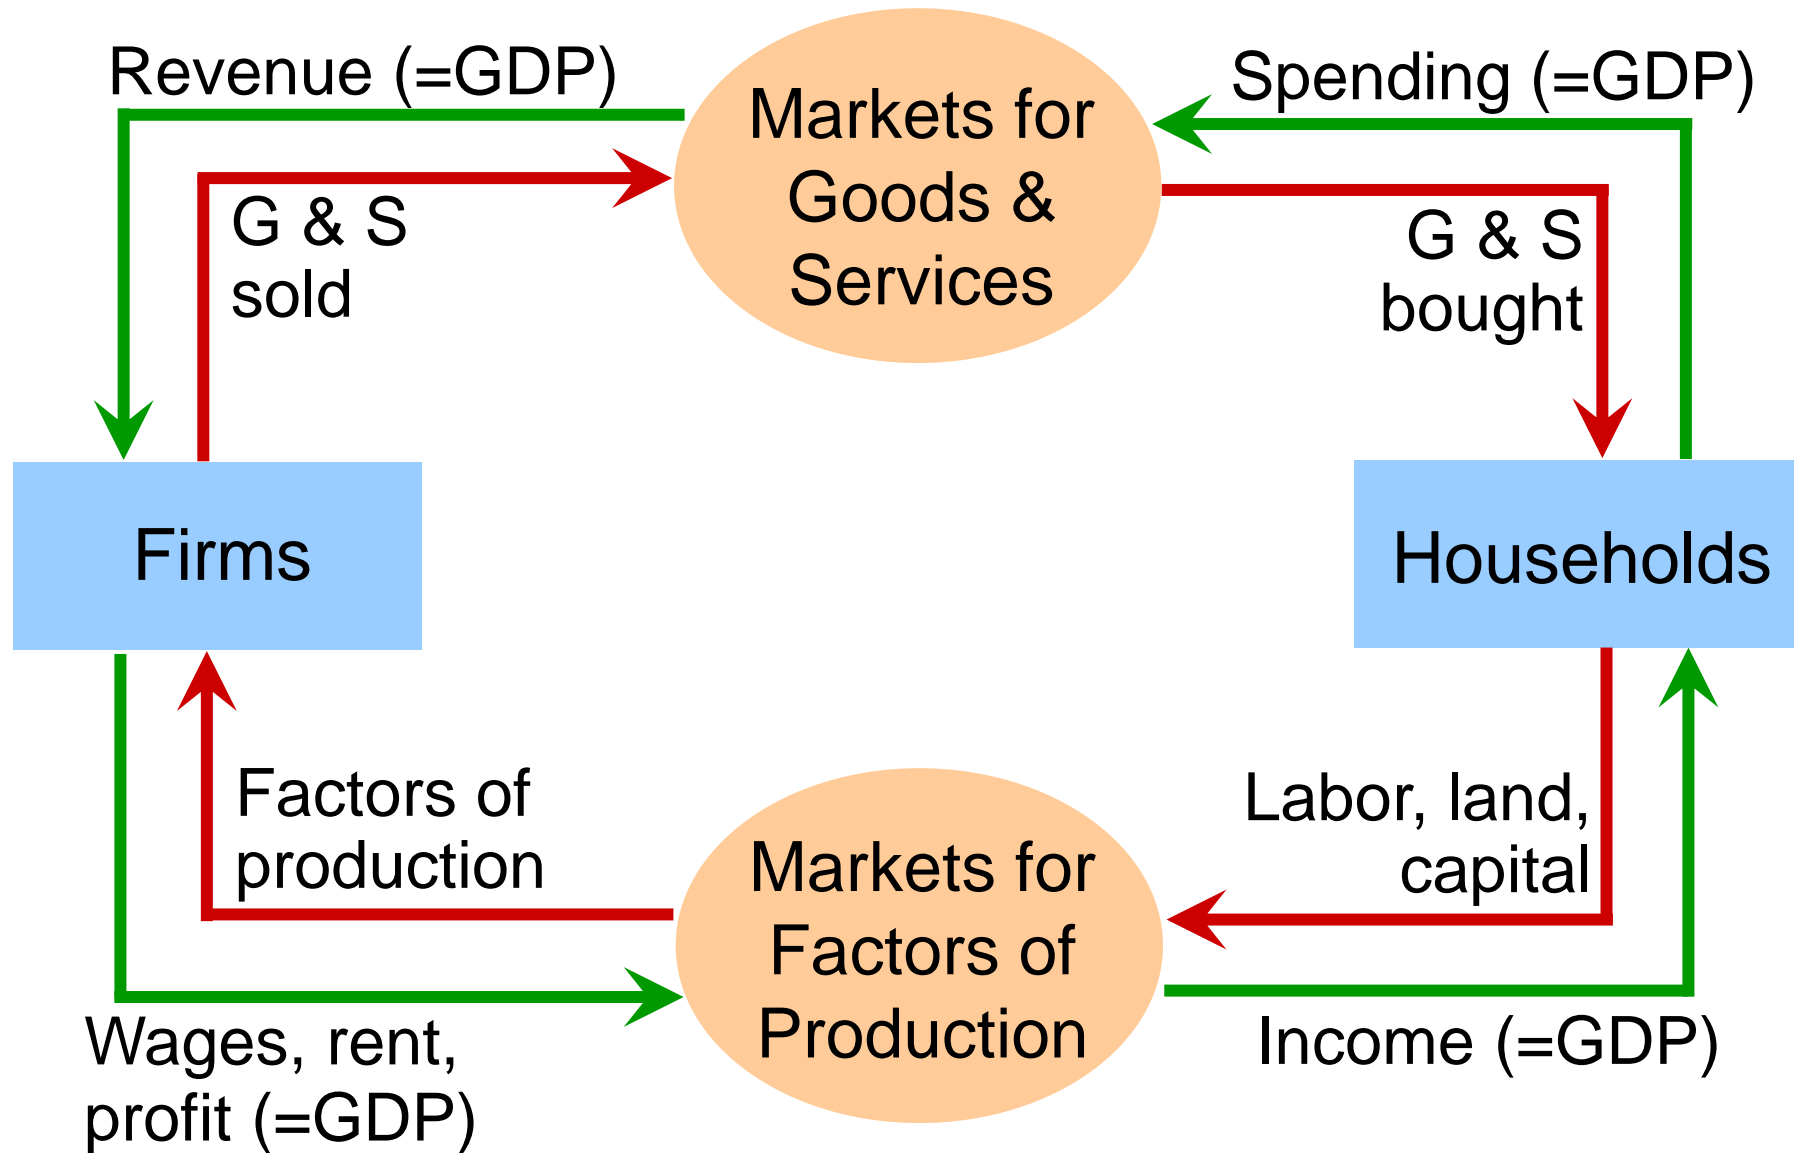 Revenue (=GDP)
Spending (=GDP)
Markets for
Goods &
Services
G & S
sold
G & S
bought
Firms
Households
Factors of
production
Labor, land,
capital
Markets for
Factors of
Production
Wages, rent,
profit (=GDP)
Income (=GDP)